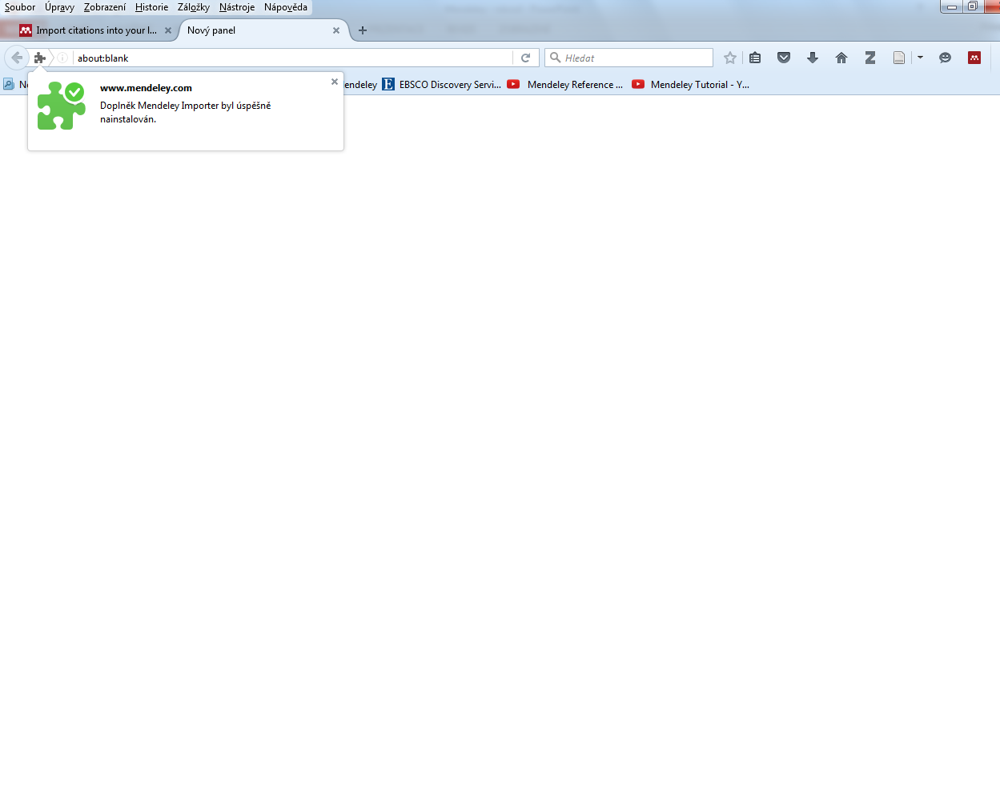 Soubor Úpravy Zobrazení Historie Záložky Nástroje Nápověda
Import citations into your l... Nový panel
about:blank Hledat
endeley EBSCO Discovery Servi... Mendeley Reference ... Mendeley Tutorial - Y...
www.mendeley.com
Doplněk Mendeley Importer byl úspěšně
nainstalován.